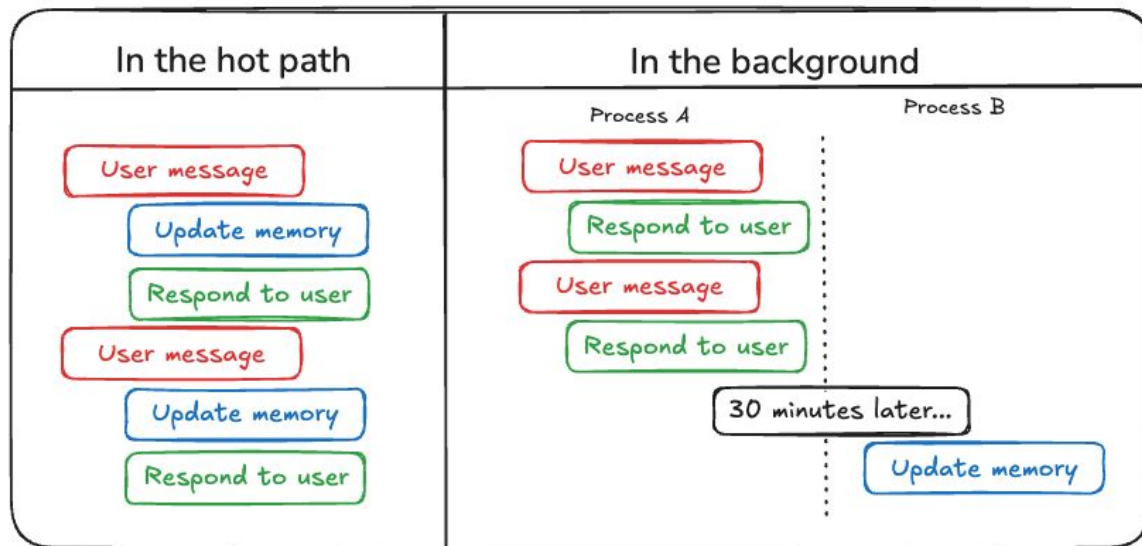 In the hot path
User message
Update memory
Respond to user
User message
Update memory
Respond to user
In the background
Process A
Process B
User message
Respond to user
User message
Respond to user
30 minutes later...
Update memory